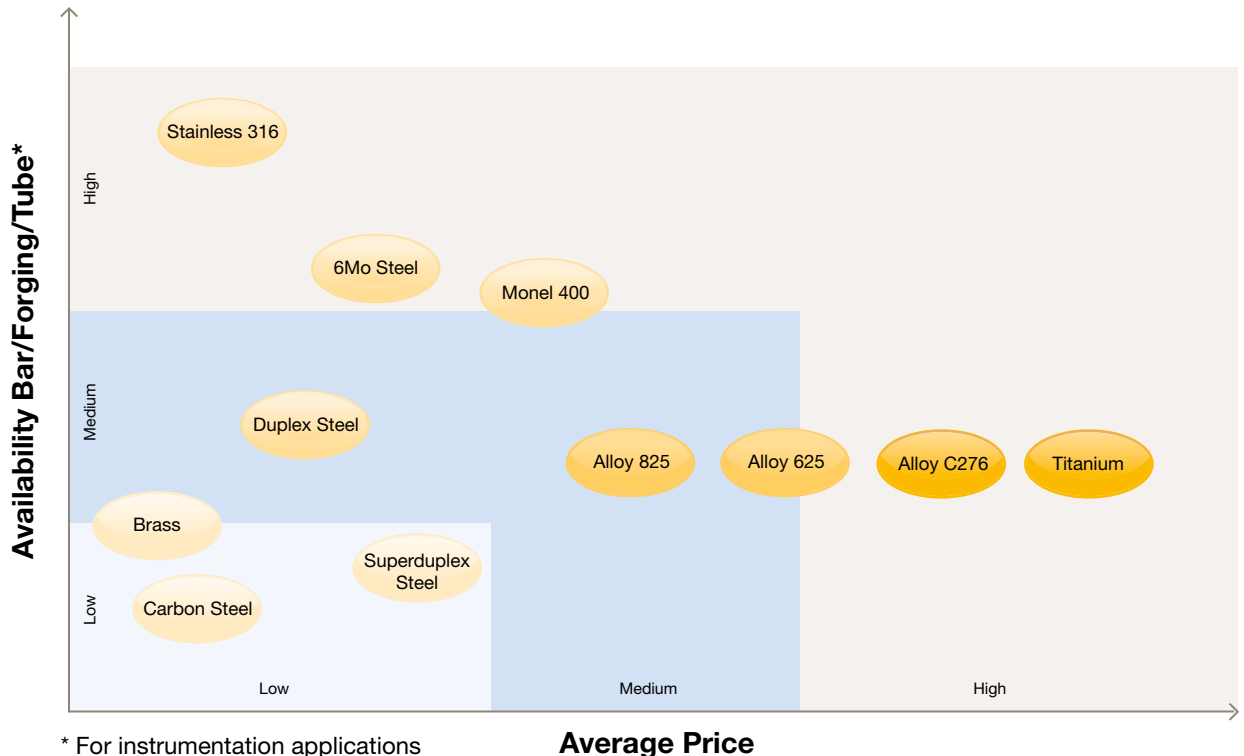 Availability Bar/Forging/Tube*
High
Medium
Low
Stainless 316
6Mo Steel
Monel 400
Duplex Steel
Alloy 825
Alloy 625
Alloy C276
Titanium
Brass
Superduplex
Steel
Carbon Steel
Low
Medium
High
* For instrumentation applications
Average Price